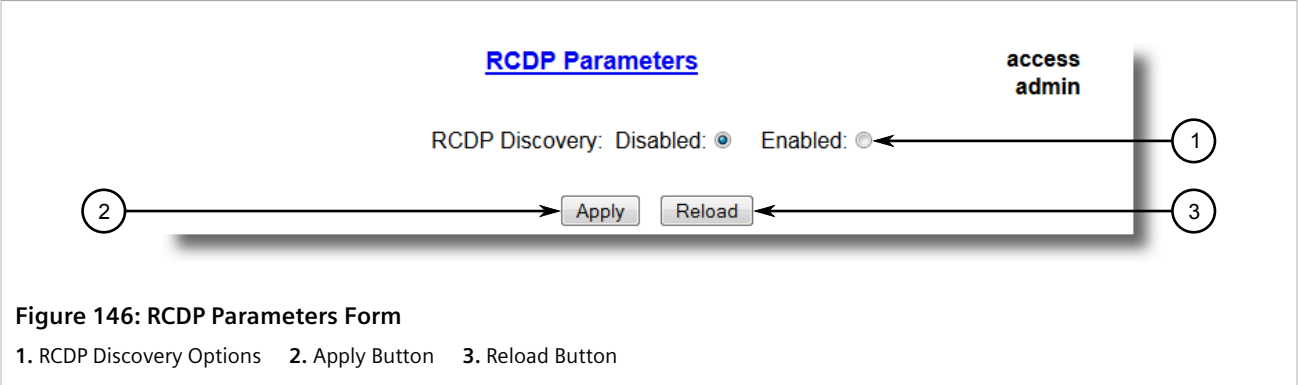 RCDP Parameters
access
admin
RCDP Discovery: Disabled: Enabled:
1
2
Apply Reload
3
Figure 146: RCDP Parameters Form
1. RCDP Discovery Options 2. Apply Button 3. Reload Button